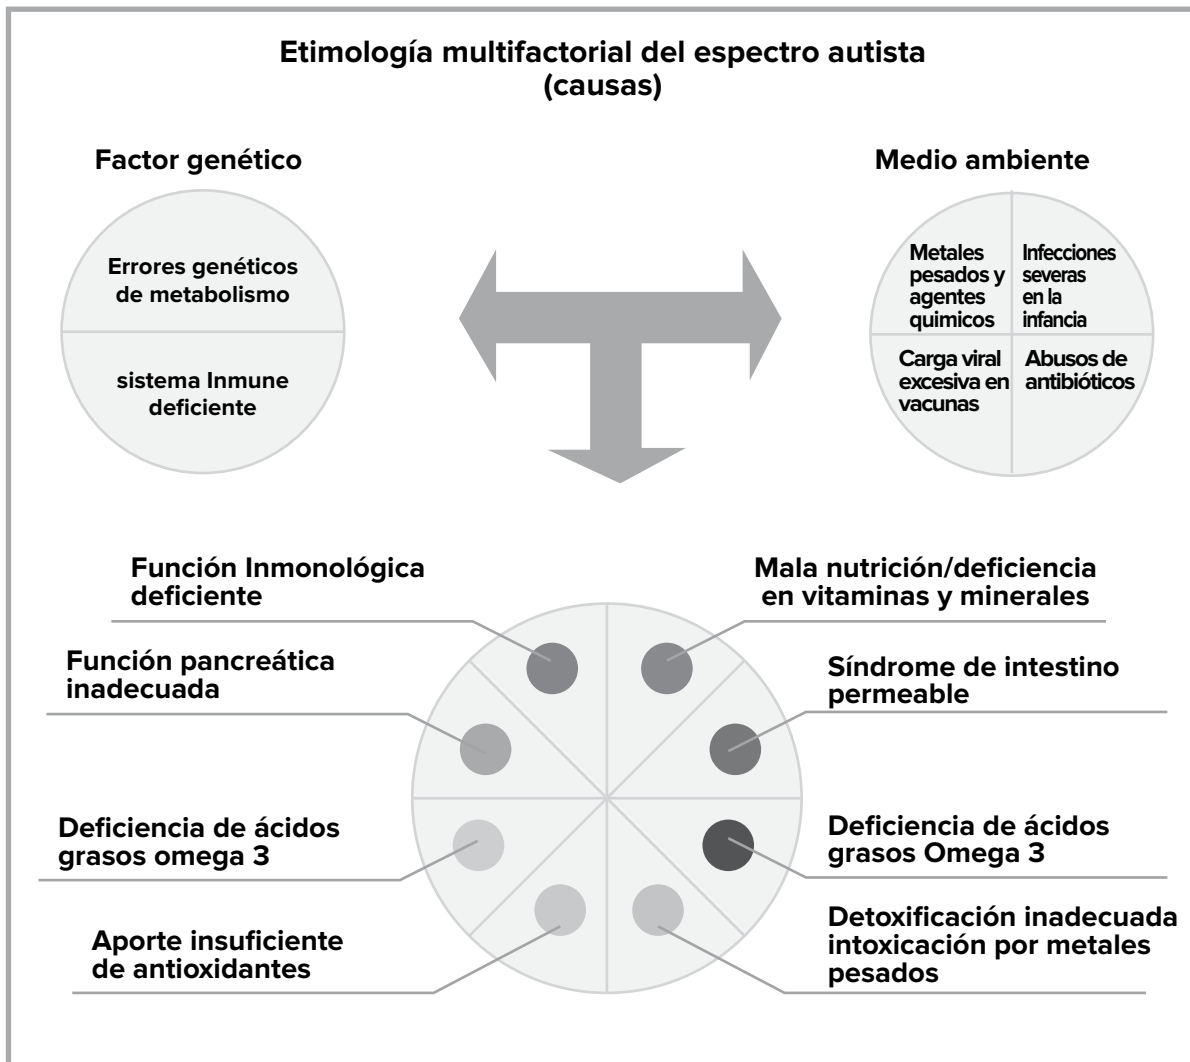 Etimología multifactorial del espectro autista
(causas)
Factor genético
Errores genéticos
de metabolismo
sistema Inmune
deficiente
Medio ambiente
Metales
pesados y
agentes
quimicos
Infecciones
severas
en la
infancia
Carga viral
excesiva en
vacunas
Abusos de
antibióticos
Función Inmonológica
deficiente
Mala nutrición/deficiencia
en vitaminas y minerales
Función pancreática
inadecuada
Síndrome de intestino
permeable
Deficiencia de ácidos
grasos omega 3
Deficiencia de ácidos
grasos Omega 3
Aporte insuficiente
de antioxidantes
Detoxificación inadecuada
intoxicación por metales
pesados